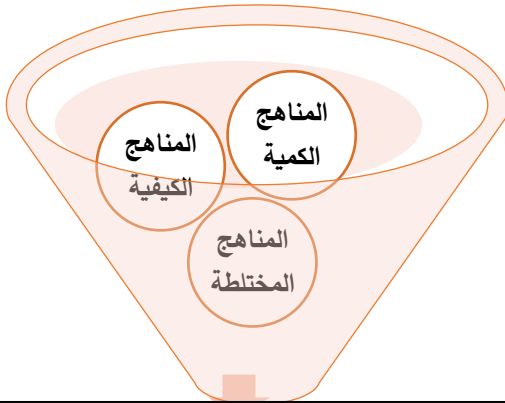 المناهج
الكمية
المناهج
الكيفية
المناهج
المختلطة